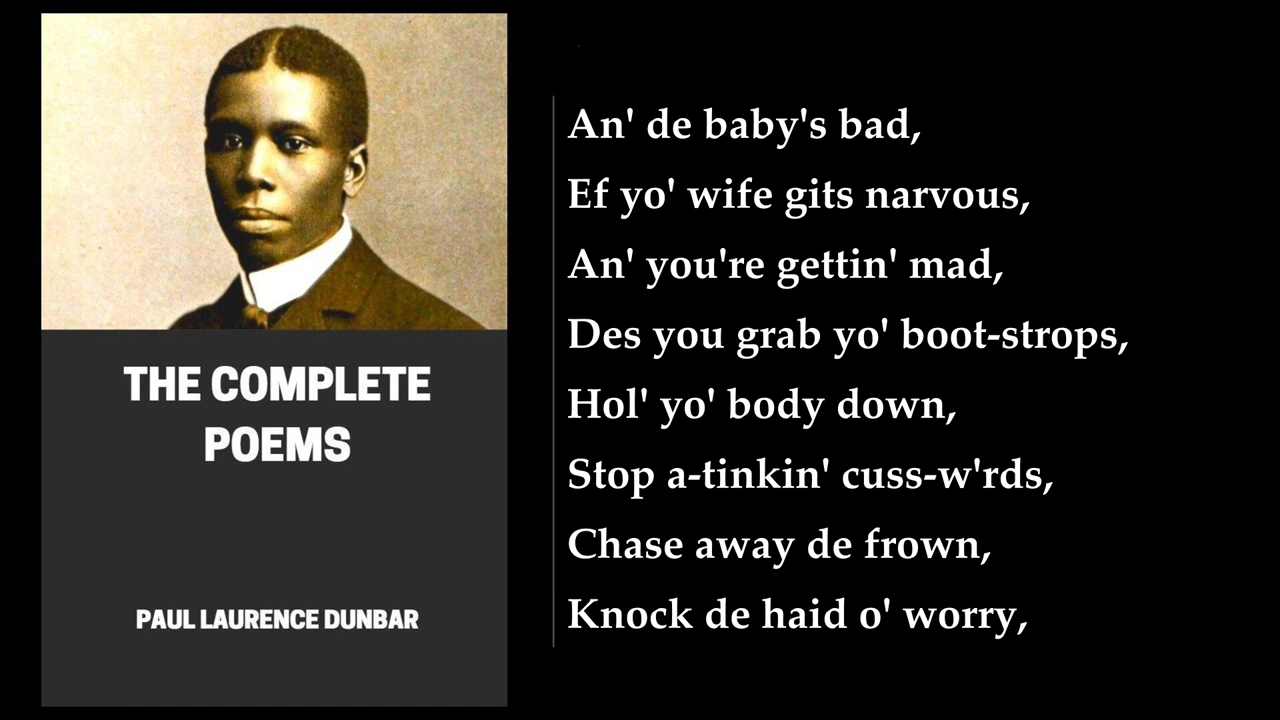 THE COMPLETE
POEMS
PAUL LAURENCE DUNBAR
An' de baby's bad,
Ef yo' wife gits narvous,
An' you're gettin' mad,
Des you grab yo' boot-strops,
Hol' yo' body down,
Stop a-tinkin' cuss-w'rds,
Chase away de frown,
Knock de haid o' worry,